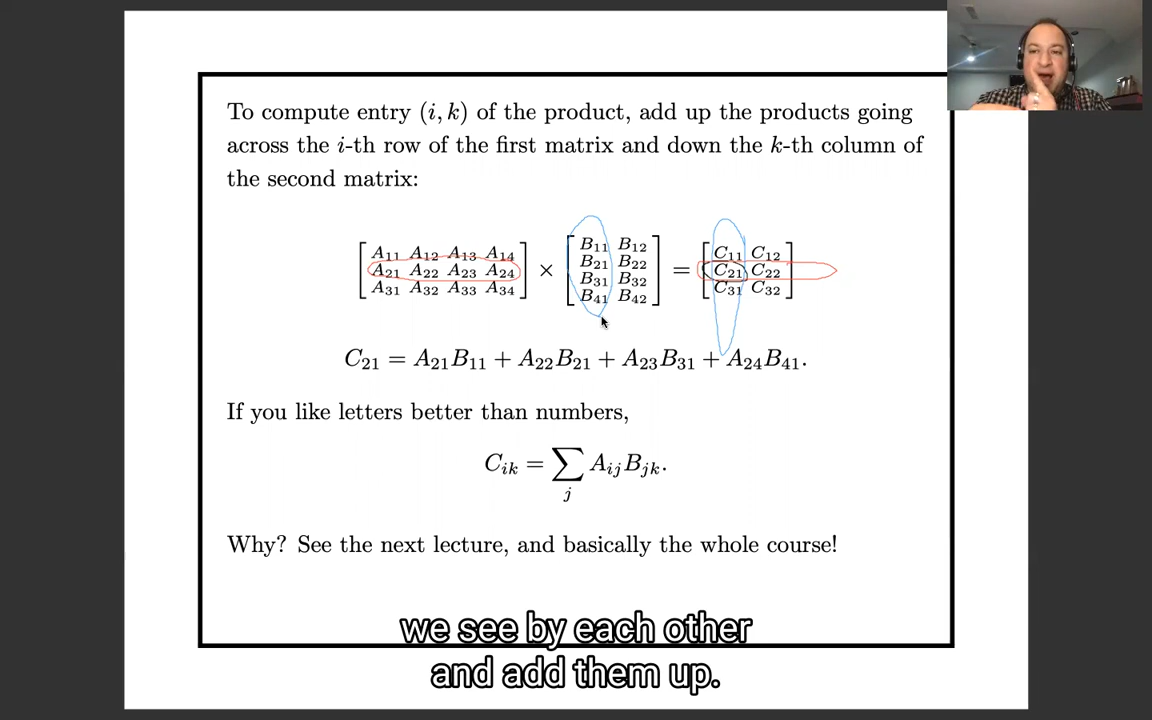 To compute entry (i, k) of the product, add up the products going
across the i-th row of the first matrix and down the k-th column of
the second matrix:
[A₁₁ A₁₂ A₁₃ A₁₄
A₂₁ A₂₂ A₂₃ A₂₄
A₃₁ A₃₂ A₃₃ A₃₄]
×
[B₁₁ B₁₂
B₂₁ B₂₂
B₃₁ B₃₂
B₄₁ B₄₂]
=
[C₁₁ C₁₂
C₂₁ C₂₂
C₃₁ C₃₂]
C₂₁ = A₂₁B₁₁ + A₂₂B₂₁ + A₂₃B₃₁ + A₂₄B₄₁.
If you like letters better than numbers,
Cᵢₖ = ∑ⱼ AᵢⱼBⱼₖ.
Why? See the next lecture, and basically the whole course!
we see by each other
and add them up.